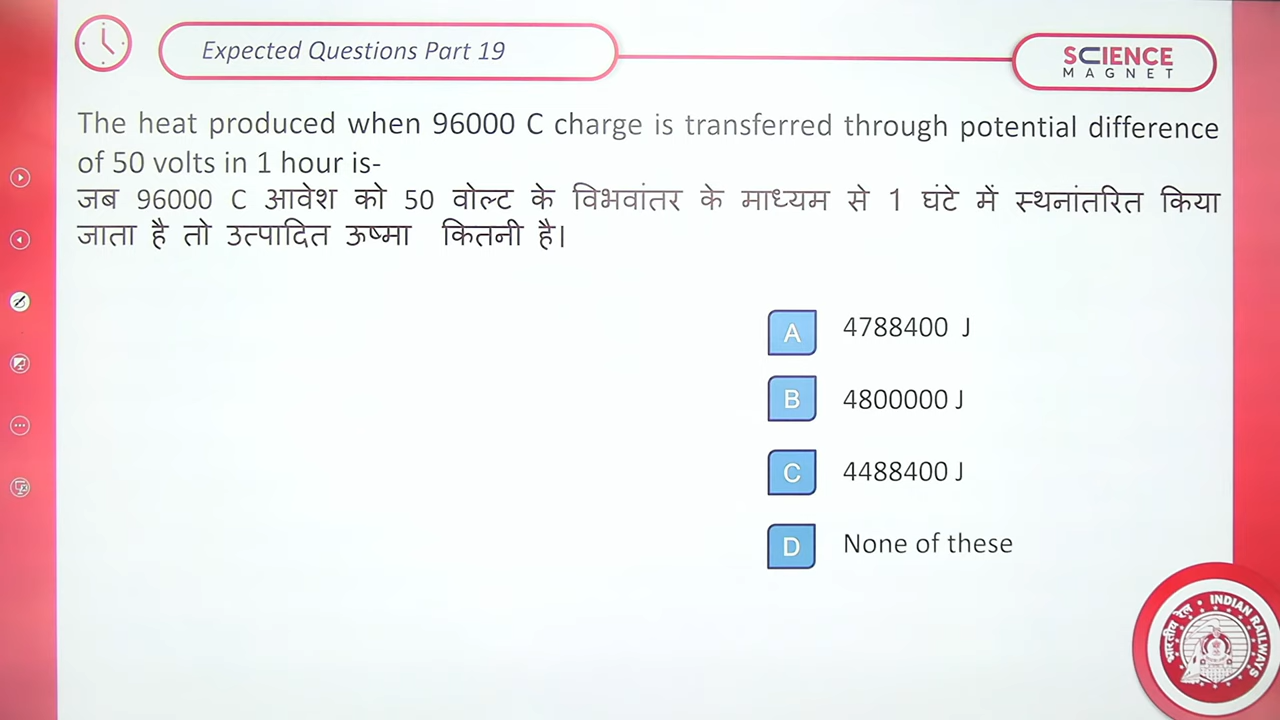 Expected Questions Part 19
SCIENCE
MAGNET
The heat produced when 96000 C charge is transferred through potential difference
of 50 volts in 1 hour is-
जब 96000 C आवेश को 50 वोल्ट के विभवांतर के माध्यम से 1 घंटे में स्थनांतरित किया
जाता है तो उत्पादित ऊष्मा कितनी है।
A 4788400 J
B 4800000 J
C 4488400 J
D None of these
भारतीय रेल • INDIAN RAILWAYS